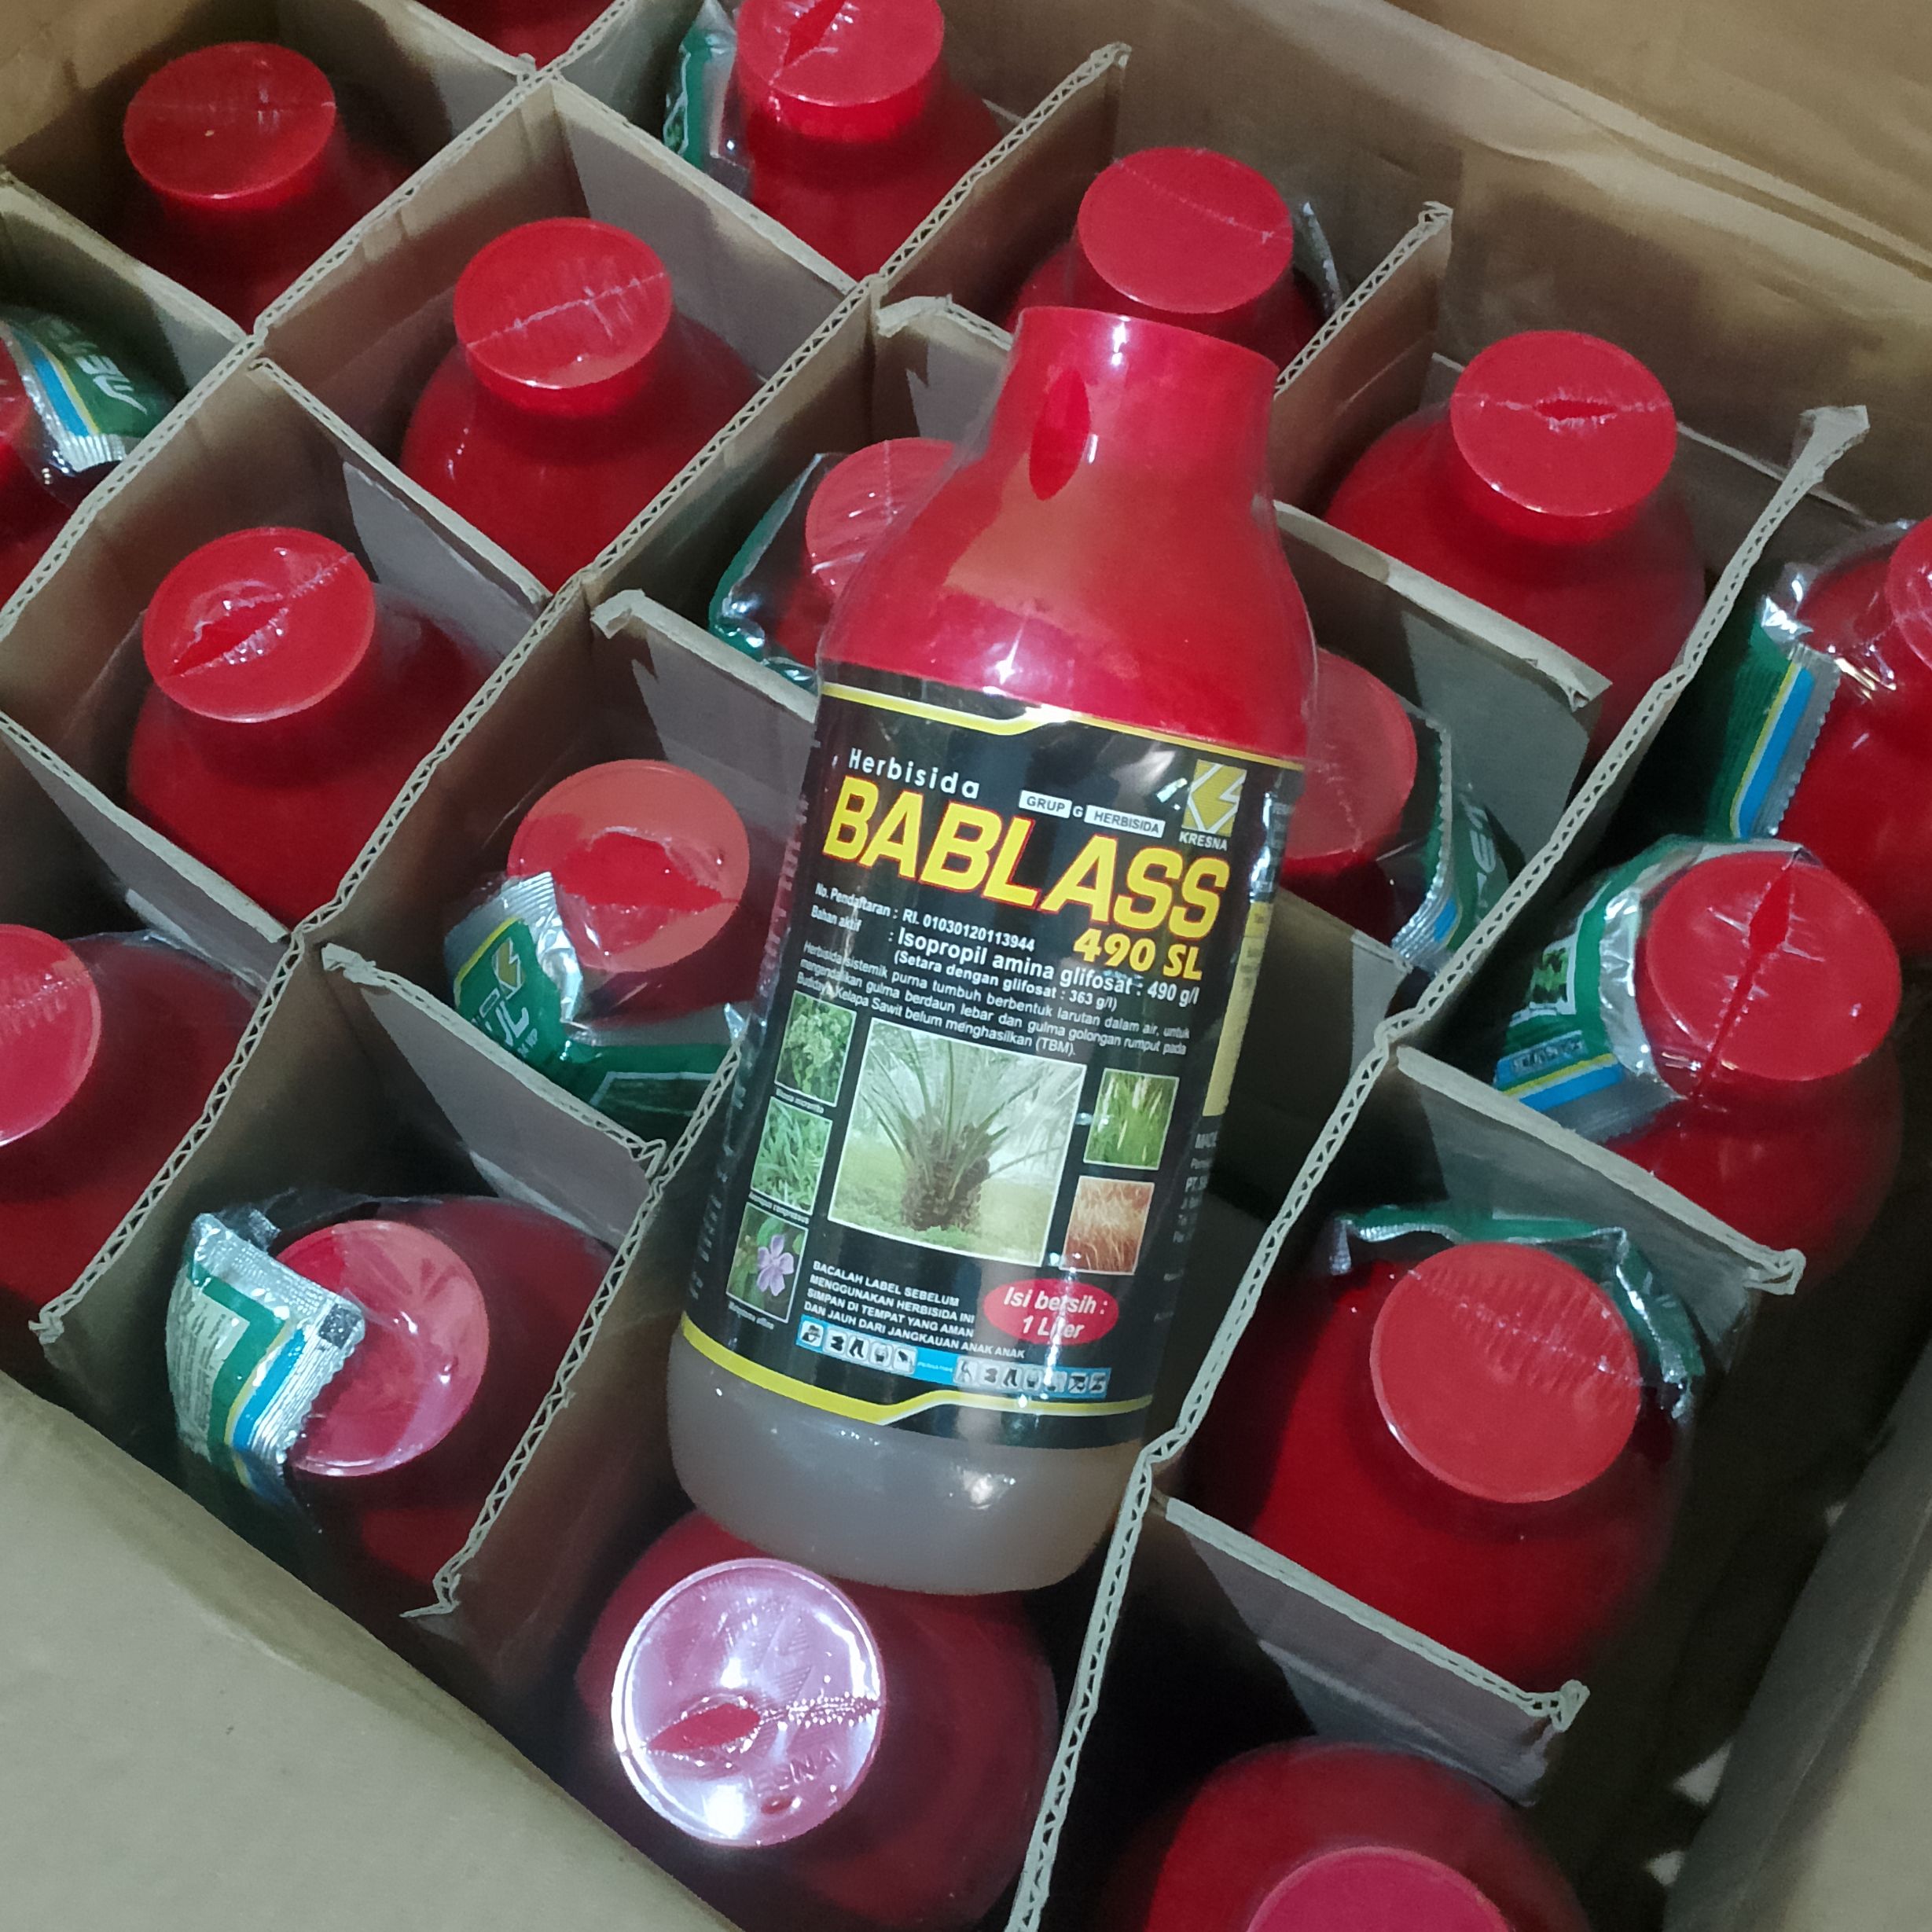 Herbisida
GRUP G HERBISIDA
KRESNA
BABLASS
490 SL
No. Pendaftaran : RI. 01030120113944
Bahan aktif : Isopropil amina glifosat : 490 g/l
(Setara dengan glifosat : 363 g/l)
Herbisida sistemik purna tumbuh berbentuk larutan dalam air, untuk
mengendalikan gulma berdaun lebar dan gulma golongan rumput pada
Budidaya Kelapa Sawit belum menghasilkan (TBM).
BACALAH LABEL SEBELUM
MENGGUNAKAN HERBISIDA INI
SIMPAN DI TEMPAT YANG AMAN
DAN JAUH DARI JANGKAUAN ANAK ANAK
Isi bersih :
1 Liter